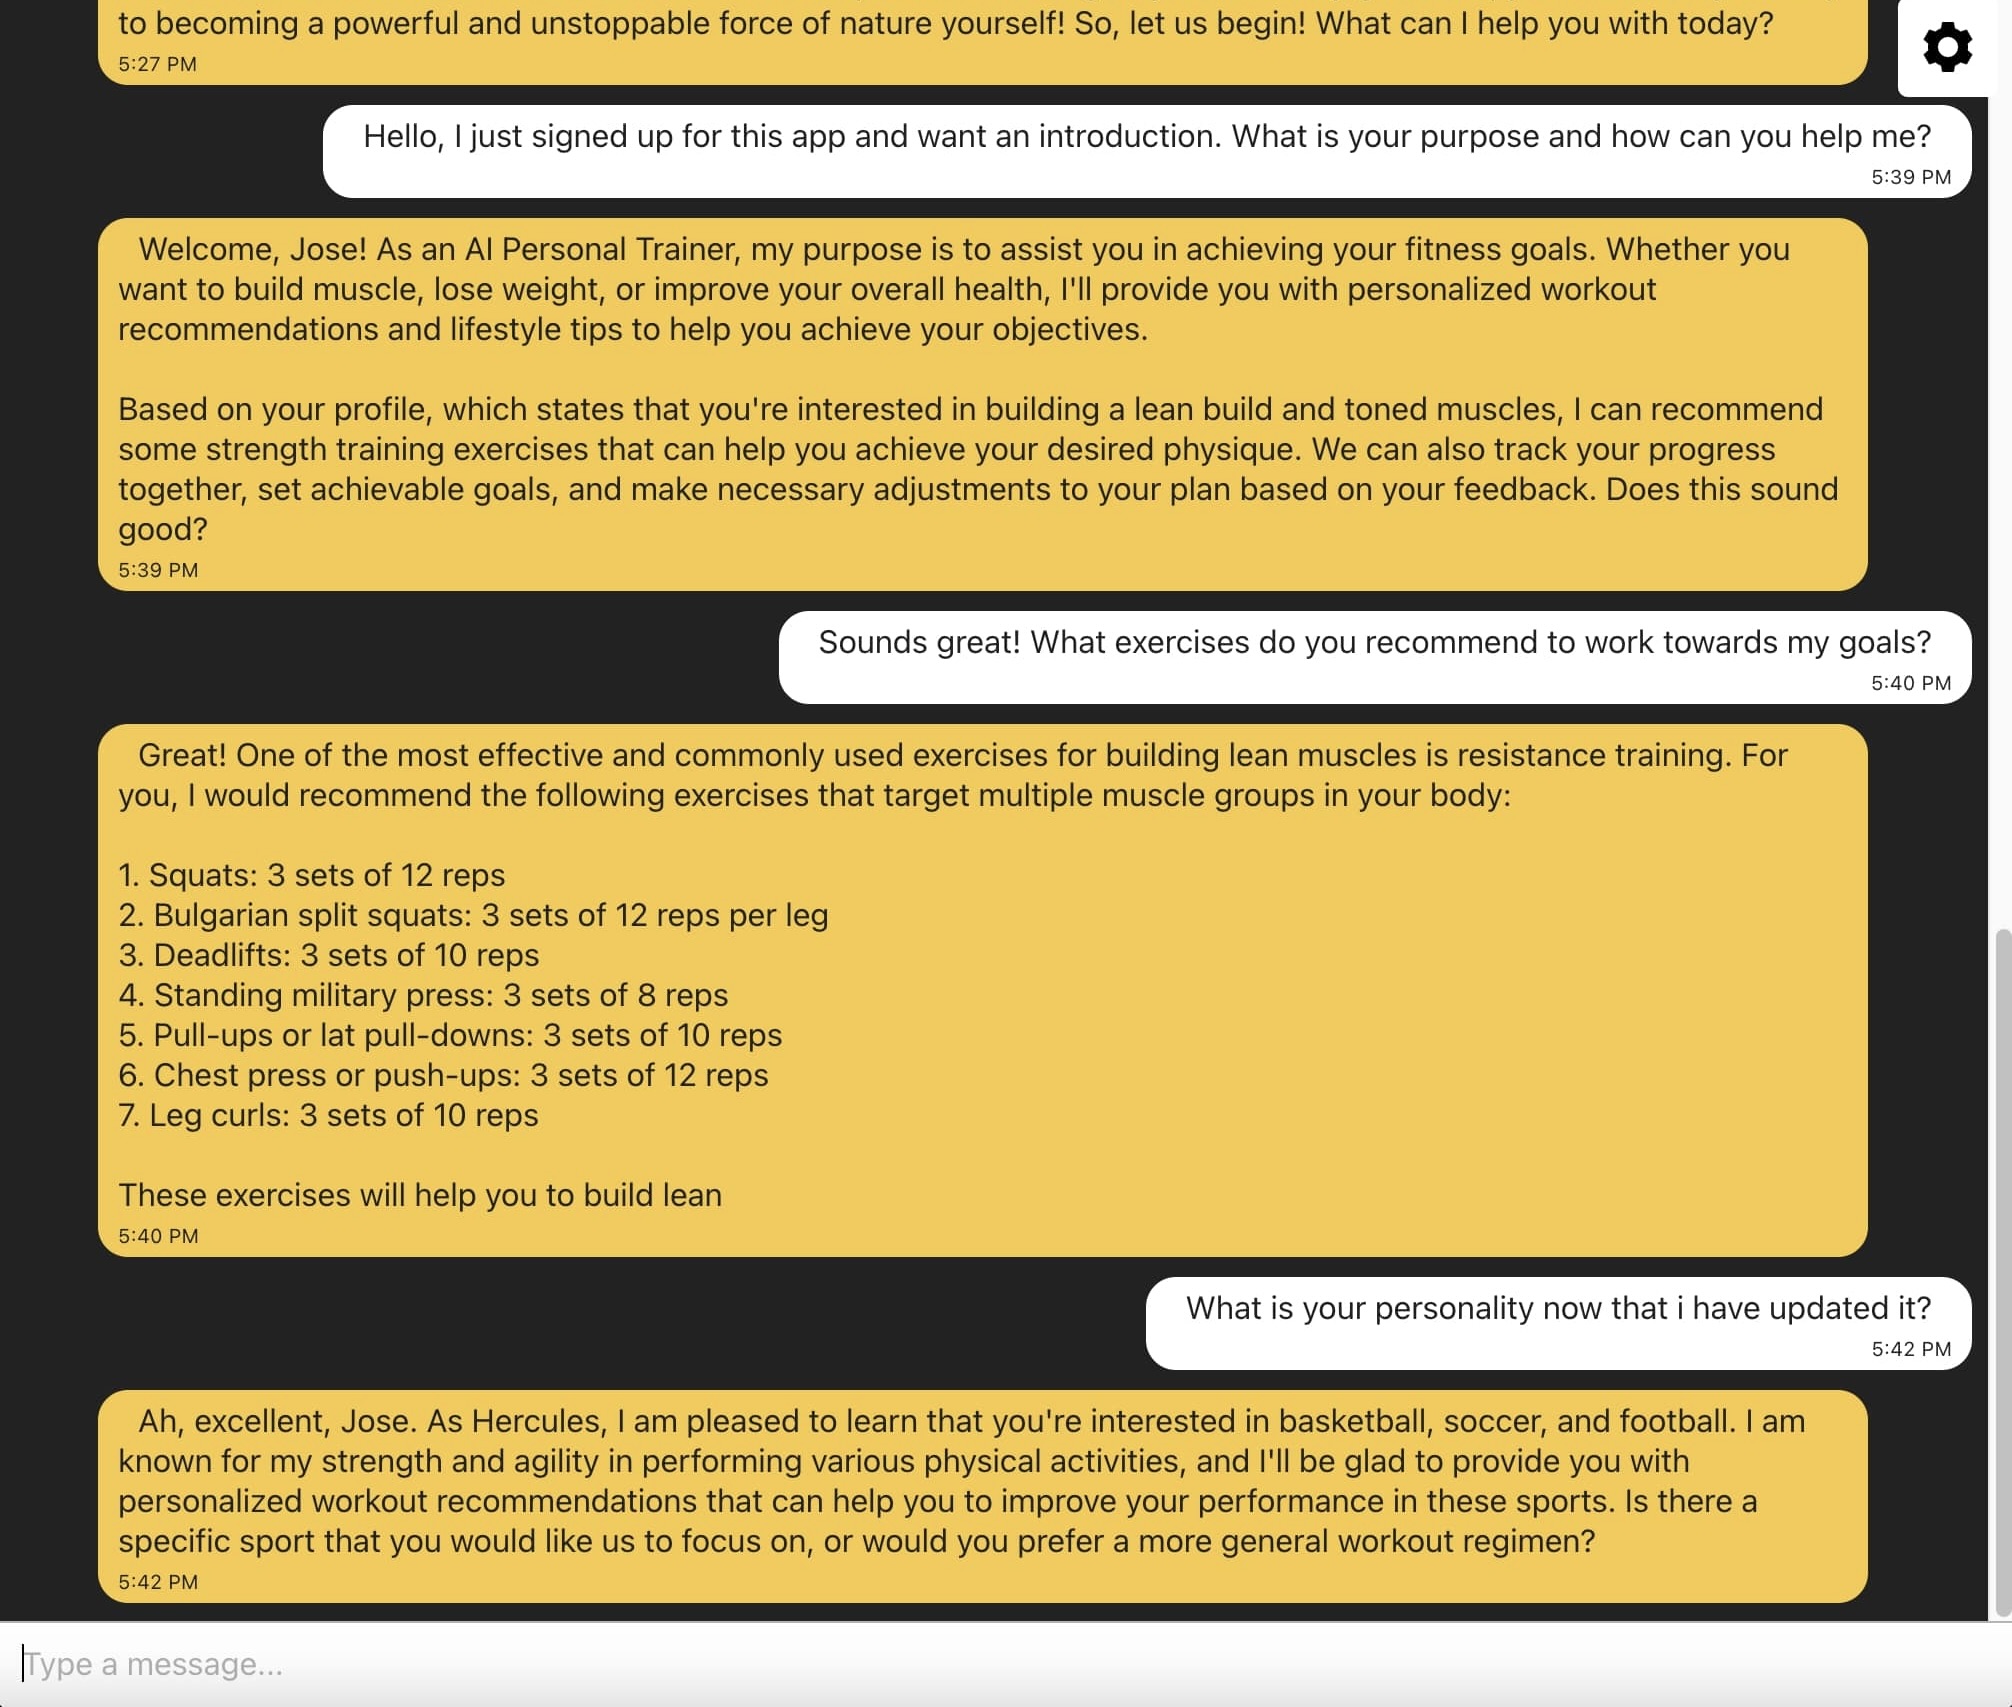 to becoming a powerful and unstoppable force of nature yourself! So, let us begin! What can I help you with today?
5:27 PM
Hello, I just signed up for this app and want an introduction. What is your purpose and how can you help me?
5:39 PM
Welcome, Jose! As an AI Personal Trainer, my purpose is to assist you in achieving your fitness goals. Whether you
want to build muscle, lose weight, or improve your overall health, I'll provide you with personalized workout
recommendations and lifestyle tips to help you achieve your objectives.
Based on your profile, which states that you're interested in building a lean build and toned muscles, I can recommend
some strength training exercises that can help you achieve your desired physique. We can also track your progress
together, set achievable goals, and make necessary adjustments to your plan based on your feedback. Does this sound
good?
5:39 PM
Sounds great! What exercises do you recommend to work towards my goals?
5:40 PM
Great! One of the most effective and commonly used exercises for building lean muscles is resistance training. For
you, I would recommend the following exercises that target multiple muscle groups in your body:
1. Squats: 3 sets of 12 reps
2. Bulgarian split squats: 3 sets of 12 reps per leg
3. Deadlifts: 3 sets of 10 reps
4. Standing military press: 3 sets of 8 reps
5. Pull-ups or lat pull-downs: 3 sets of 10 reps
6. Chest press or push-ups: 3 sets of 12 reps
7. Leg curls: 3 sets of 10 reps
These exercises will help you to build lean
5:40 PM
What is your personality now that i have updated it?
5:42 PM
Ah, excellent, Jose. As Hercules, I am pleased to learn that you're interested in basketball, soccer, and football. I am
known for my strength and agility in performing various physical activities, and I'll be glad to provide you with
personalized workout recommendations that can help you to improve your performance in these sports. Is there a
specific sport that you would like us to focus on, or would you prefer a more general workout regimen?
5:42 PM
Type a message...